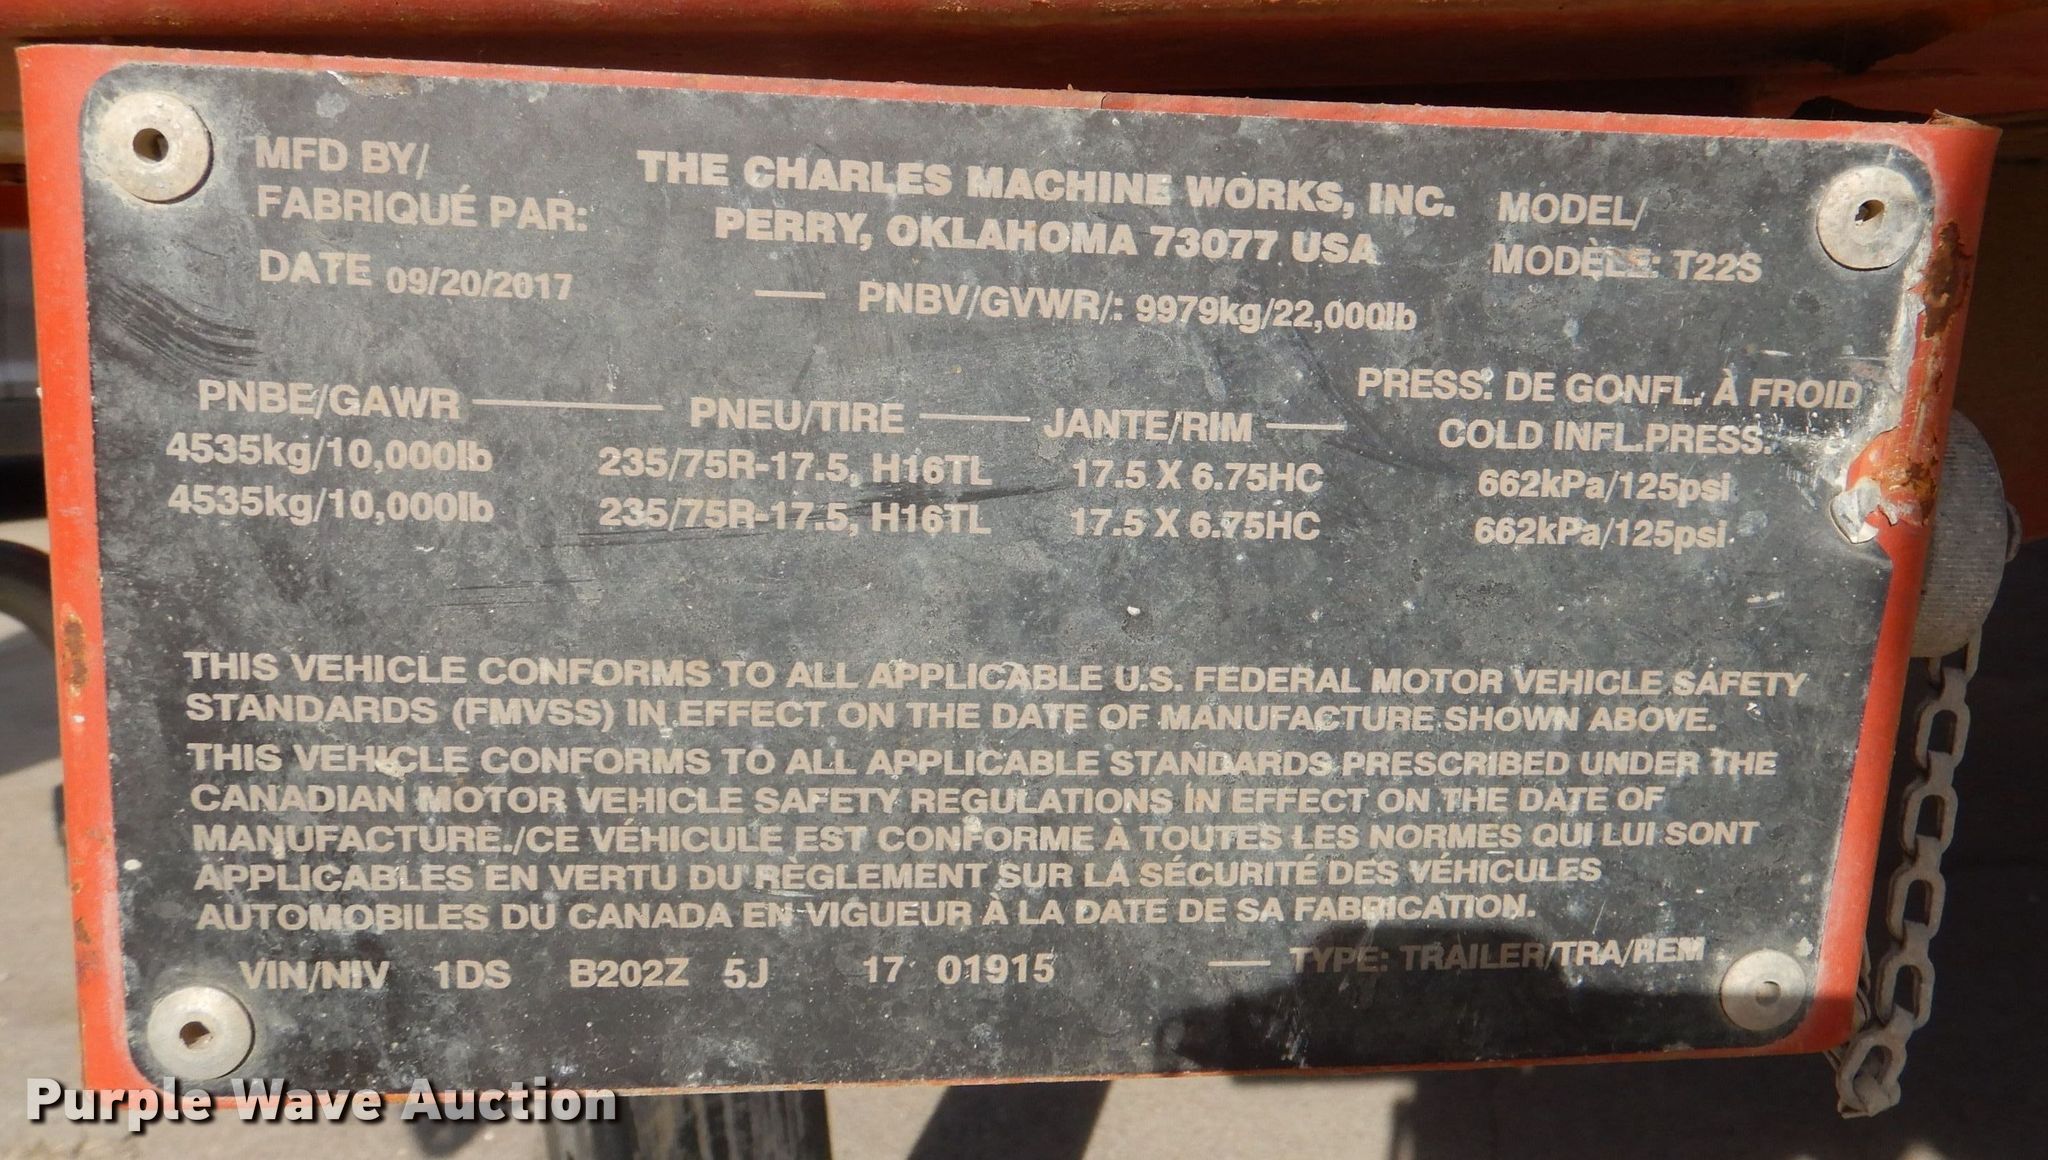 MFD BY/
FABRIQUÉ PAR:
THE CHARLES MACHINE WORKS, INC.
PERRY, OKLAHOMA 73077 USA
MODEL/
MODÈLE: T22S
DATE 09/20/2017
PNBV/GVWR/: 9979kg/22,000lb
PNBE/GAWR PNEU/TIRE JANTE/RIM
PRESS. DE GONFL. À FROID
COLD INFL.PRESS.
4535kg/10,000lb 235/75R-17.5, H16TL 17.5 X 6.75HC 662kPa/125psi
4535kg/10,000lb 235/75R-17.5, H16TL 17.5 X 6.75HC 662kPa/125psi
THIS VEHICLE CONFORMS TO ALL APPLICABLE U.S. FEDERAL MOTOR VEHICLE SAFETY
STANDARDS (FMVSS) IN EFFECT ON THE DATE OF MANUFACTURE SHOWN ABOVE.
THIS VEHICLE CONFORMS TO ALL APPLICABLE STANDARDS PRESCRIBED UNDER THE
CANADIAN MOTOR VEHICLE SAFETY REGULATIONS IN EFFECT ON THE DATE OF
MANUFACTURE./CE VÉHICULE EST CONFORME À TOUTES LES NORMES QUI LUI SONT
APPLICABLES EN VERTU DU RÈGLEMENT SUR LA SÉCURITÉ DES VÉHICULES
AUTOMOBILES DU CANADA EN VIGUEUR À LA DATE DE SA FABRICATION.
VIN/NIV 1DS B202Z 5J 17 01915 TYPE: TRAILER/TRA/REM
Purple Wave Auction